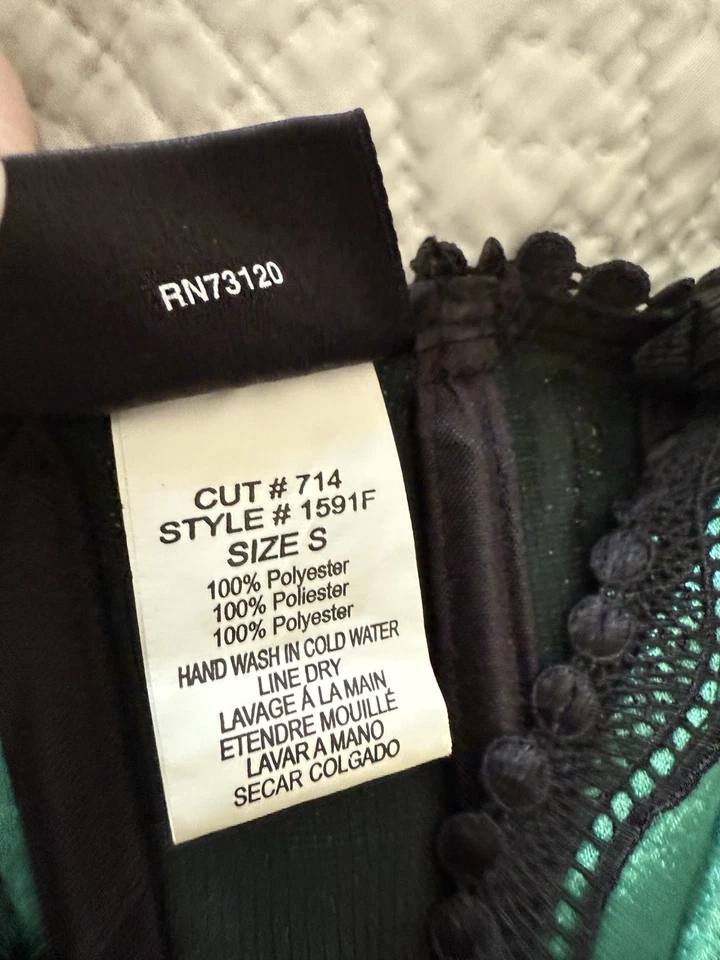 RN73120
CUT # 714
STYLE # 1591F
SIZE S
100% Polyester
100% Poliester
100% Polyester
HAND WASH IN COLD WATER
LINE DRY
LAVAGE Á LA MAIN
ETENDRE MOUILLÉ
LAVAR A MANO
SECAR COLGADO